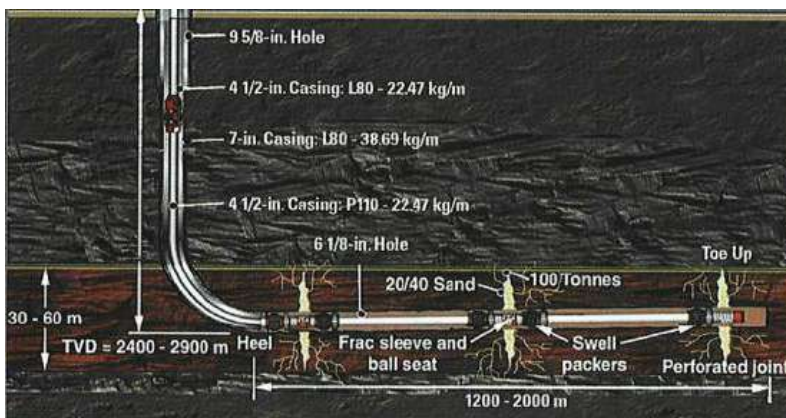 9 5/8-in. Hole
4 1/2-in. Casing: L80 - 22.47 kg/m
7-in. Casing: L80 - 38.69 kg/m
4 1/2-in. Casing: P110 - 22.47 kg/m
6 1/8-in. Hole
Toe Up
20/40 Sand
100 Tonnes
30 - 60 m
TVD = 2400 - 2900 m
Heel
Frac sleeve and
ball seat
Swell
packers
Perforated joint
1200 - 2000 m